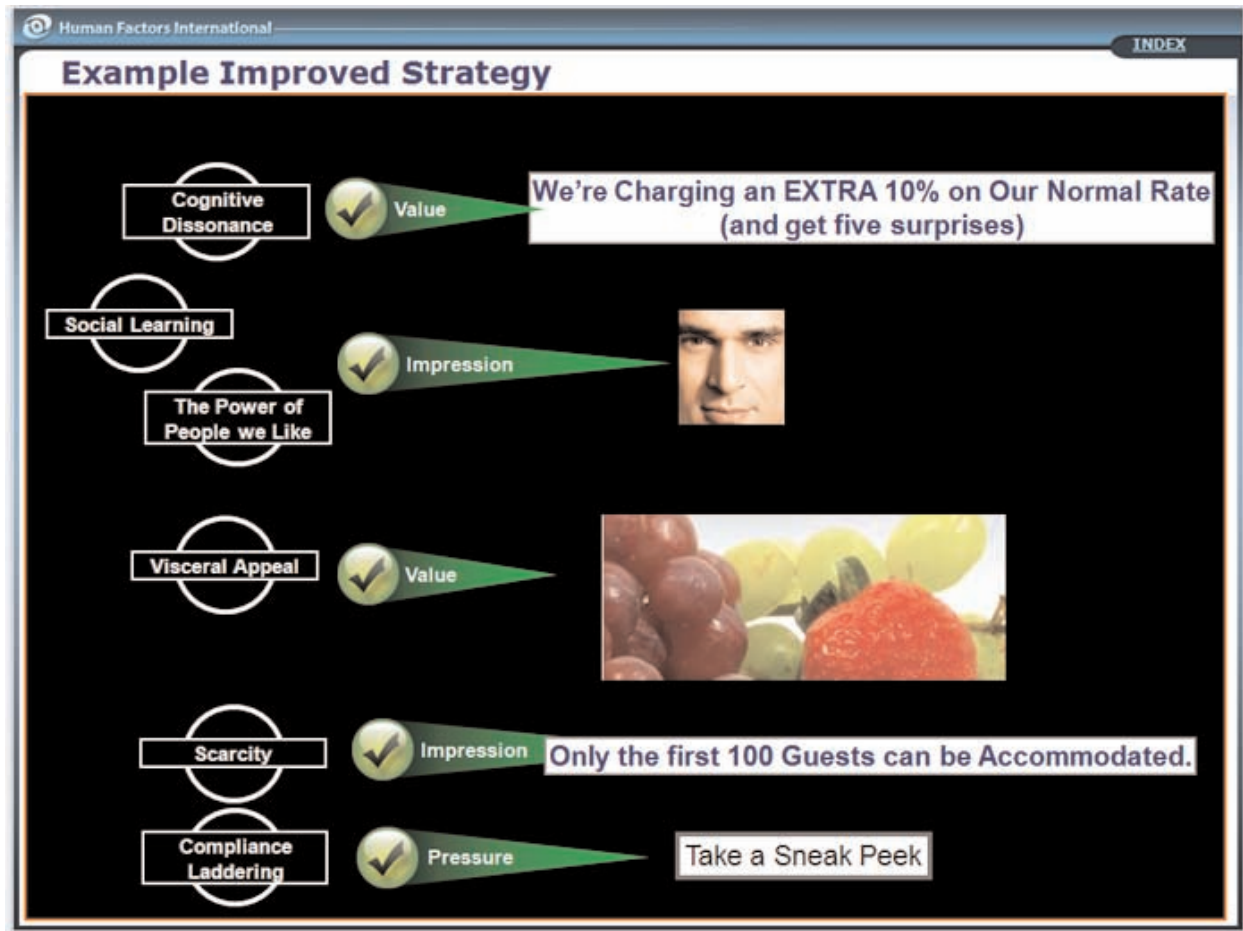 Human Factors International
INDEX
Example Improved Strategy
Cognitive
Dissonance
Value
We're Charging an EXTRA 10% on Our Normal Rate
(and get five surprises)
Social Learning
The Power of
People we Like
Impression
Visceral Appeal
Value
Scarcity
Impression
Only the first 100 Guests can be Accommodated.
Compliance
Laddering
Pressure
Take a Sneak Peek